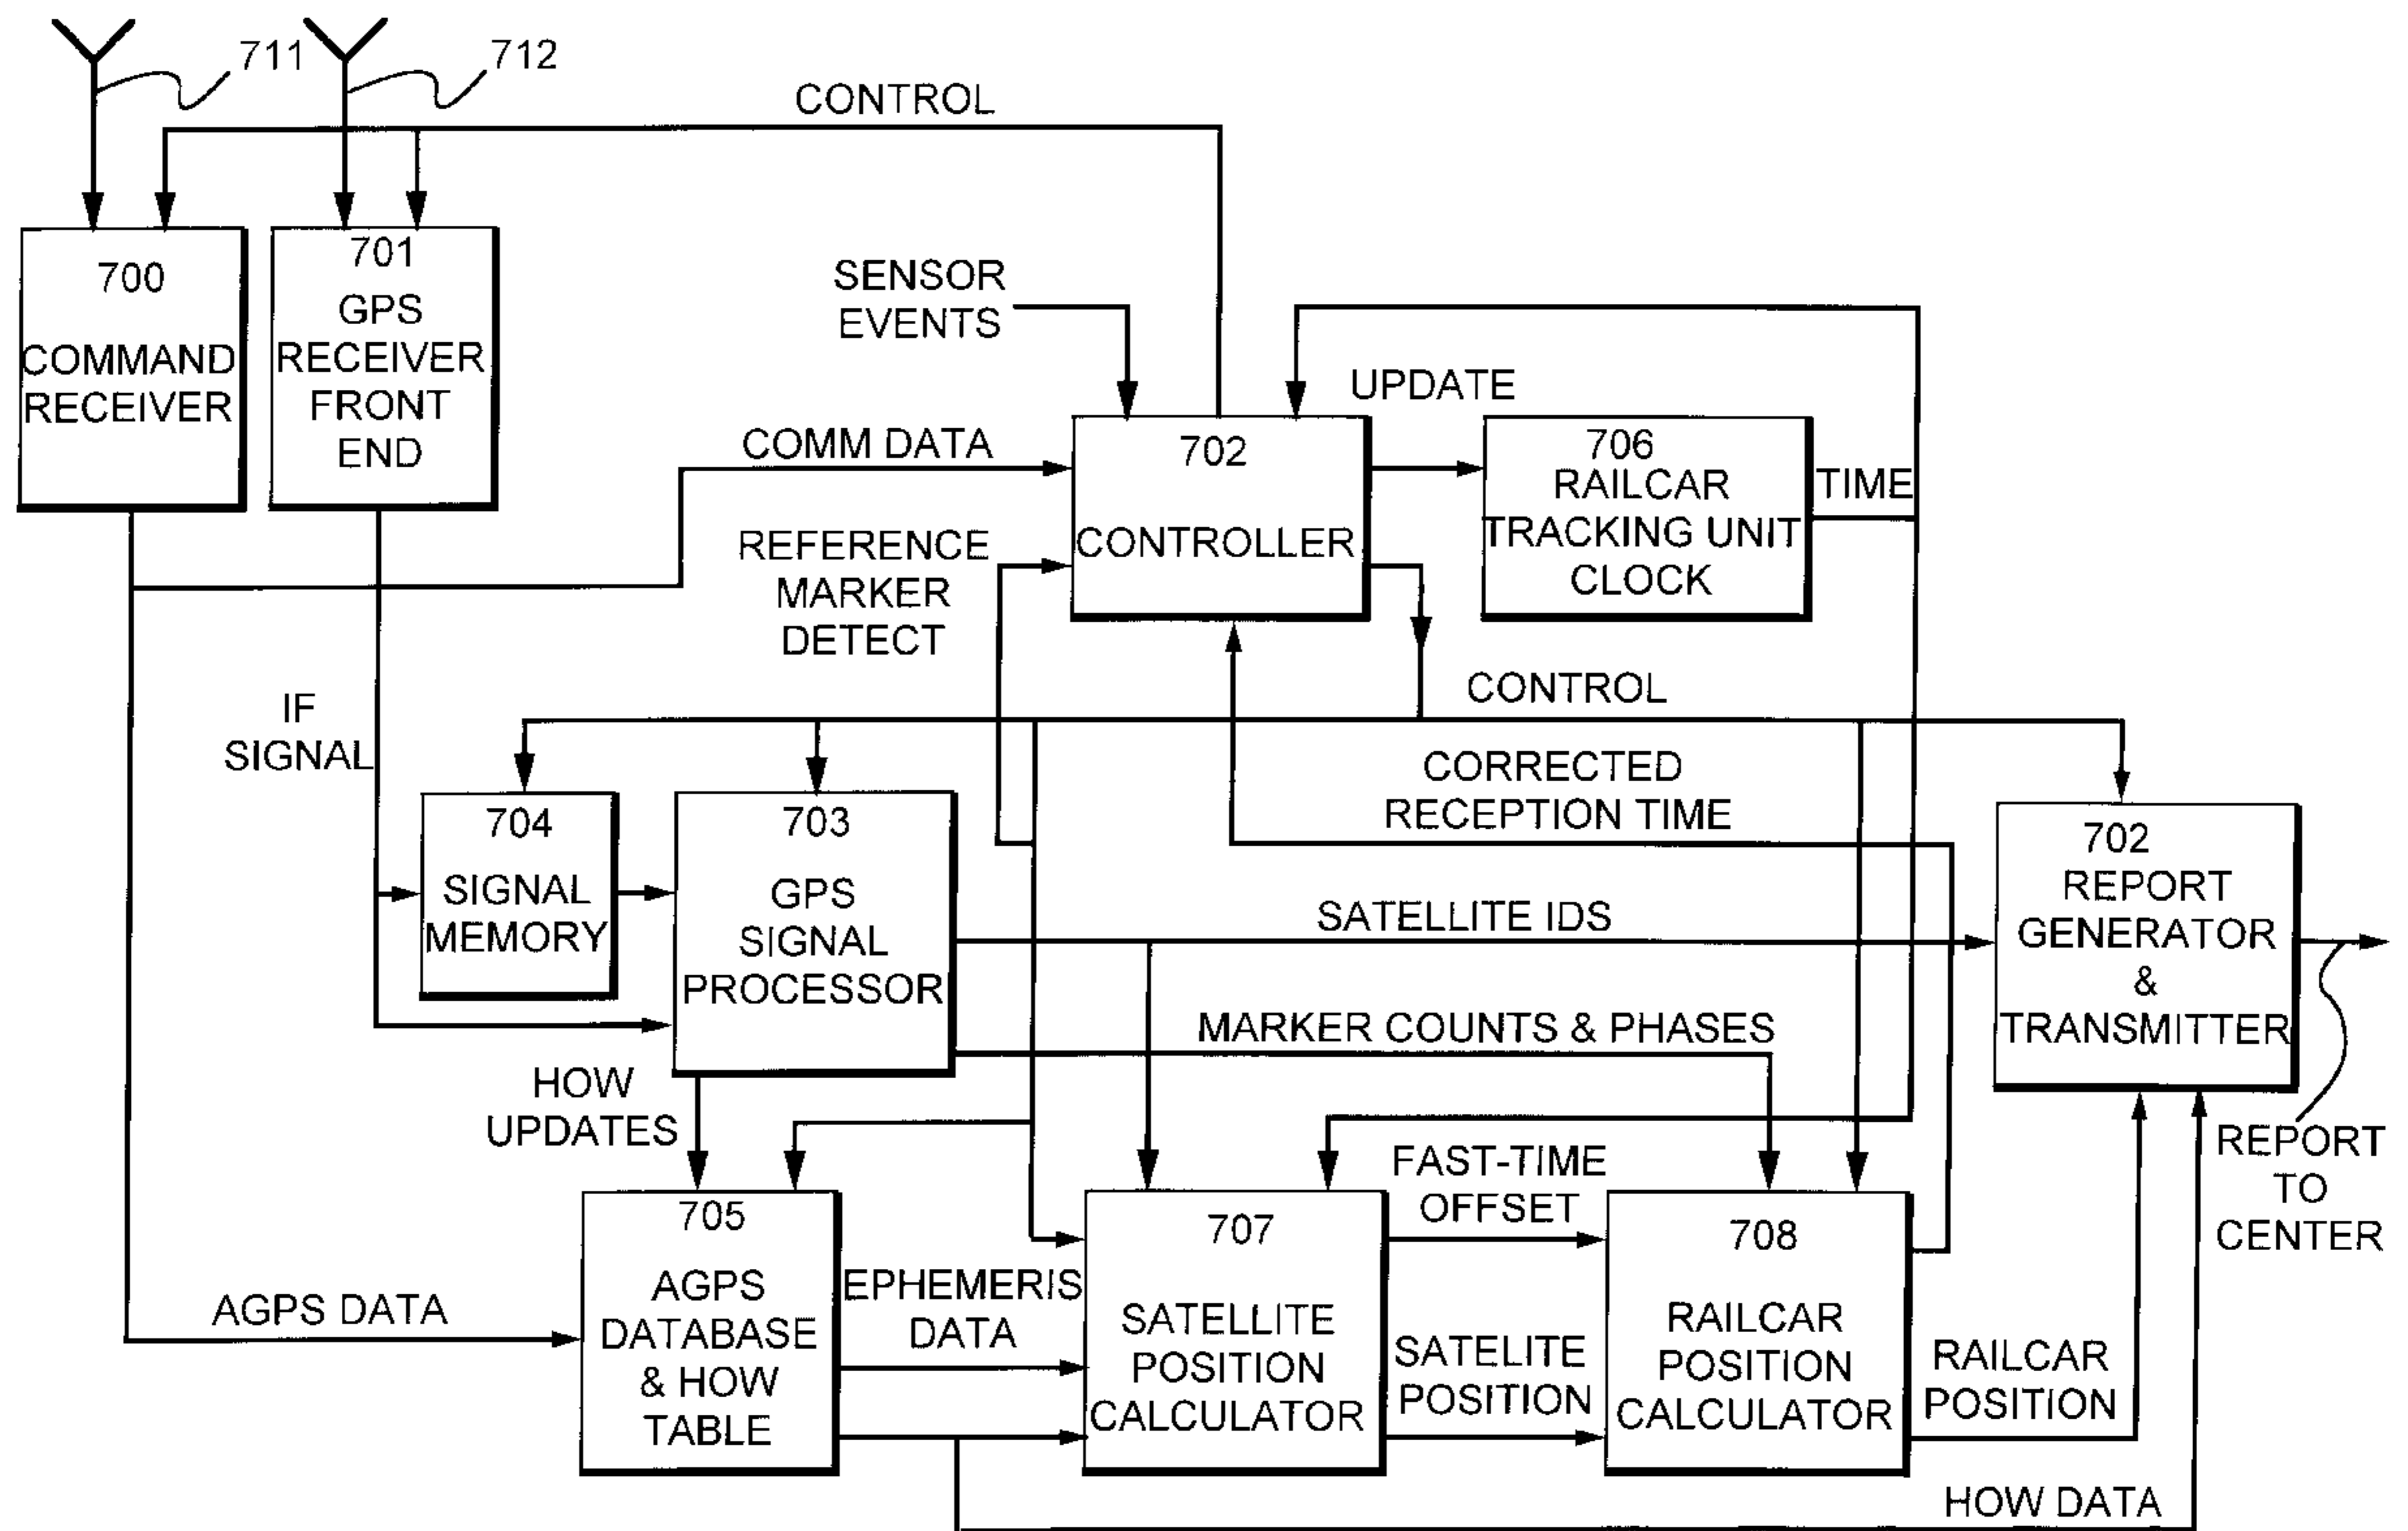 711
712
CONTROL
700
COMMAND
RECEIVER
701
GPS
RECEIVER
FRONT
END
SENSOR
EVENTS
UPDATE
COMM DATA
702
CONTROLLER
706
RAILCAR
TRACKING UNIT
CLOCK
TIME
REFERENCE
MARKER
DETECT
CONTROL
IF
SIGNAL
CORRECTED
RECEPTION TIME
704
SIGNAL
MEMORY
703
GPS
SIGNAL
PROCESSOR
702
REPORT
GENERATOR
&
TRANSMITTER
SATELLITE IDS
MARKER COUNTS & PHASES
HOW
UPDATES
REPORT
TO
CENTER
FAST-TIME
OFFSET
705
AGPS
DATABASE
& HOW
TABLE
707
SATELLITE
POSITION
CALCULATOR
708
RAILCAR
POSITION
CALCULATOR
AGPS DATA
EPHEMERIS
DATA
SATELITE
POSITION
RAILCAR
POSITION
HOW DATA